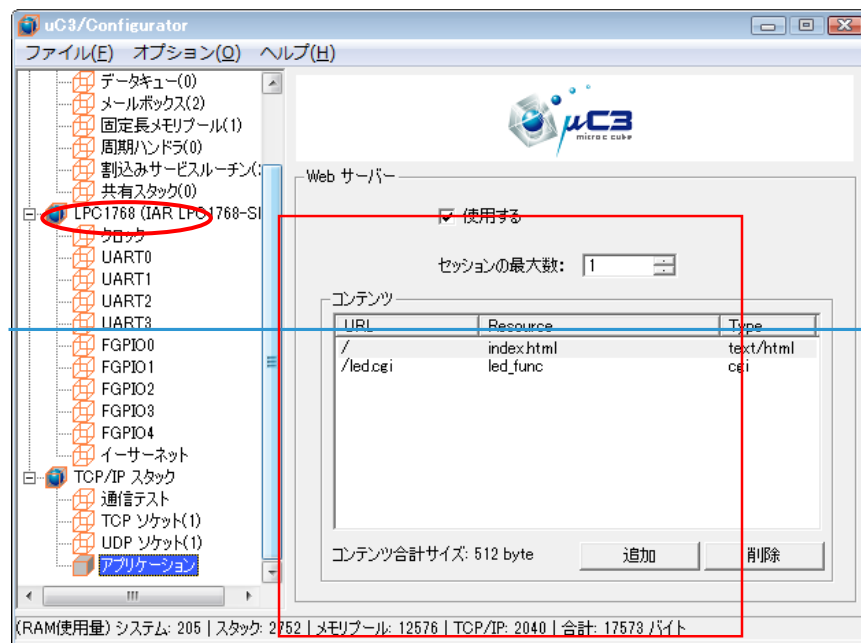 uC3/Configurator
ファイル(F) オプション(O) ヘルプ(H)
データキュー(0)
メールボックス(2)
固定長メモリプール(1)
周期ハンドラ(0)
割込みサービスルーチン(
共有スタック(0)
LPC1768 (IAR LPC1768-SI
クロック
UART0
UART1
UART2
UART3
FGPIO0
FGPIO1
FGPIO2
FGPIO3
FGPIO4
イーサーネット
TCP/IP スタック
通信テスト
TCP ソケット(1)
UDP ソケット(1)
アプリケーション
μC3
micro c cube
Web サーバー
使用する
セッションの最大数: 1
コンテンツ
URL Resource Type
/ index.html text/html
/led.cgi led_func cgi
コンテンツ合計サイズ: 512 byte 追加 削除
(RAM使用量) システム: 205 | スタック: 2752 | メモリプール: 12576 | TCP/IP: 2040 | 合計: 17573 バイト